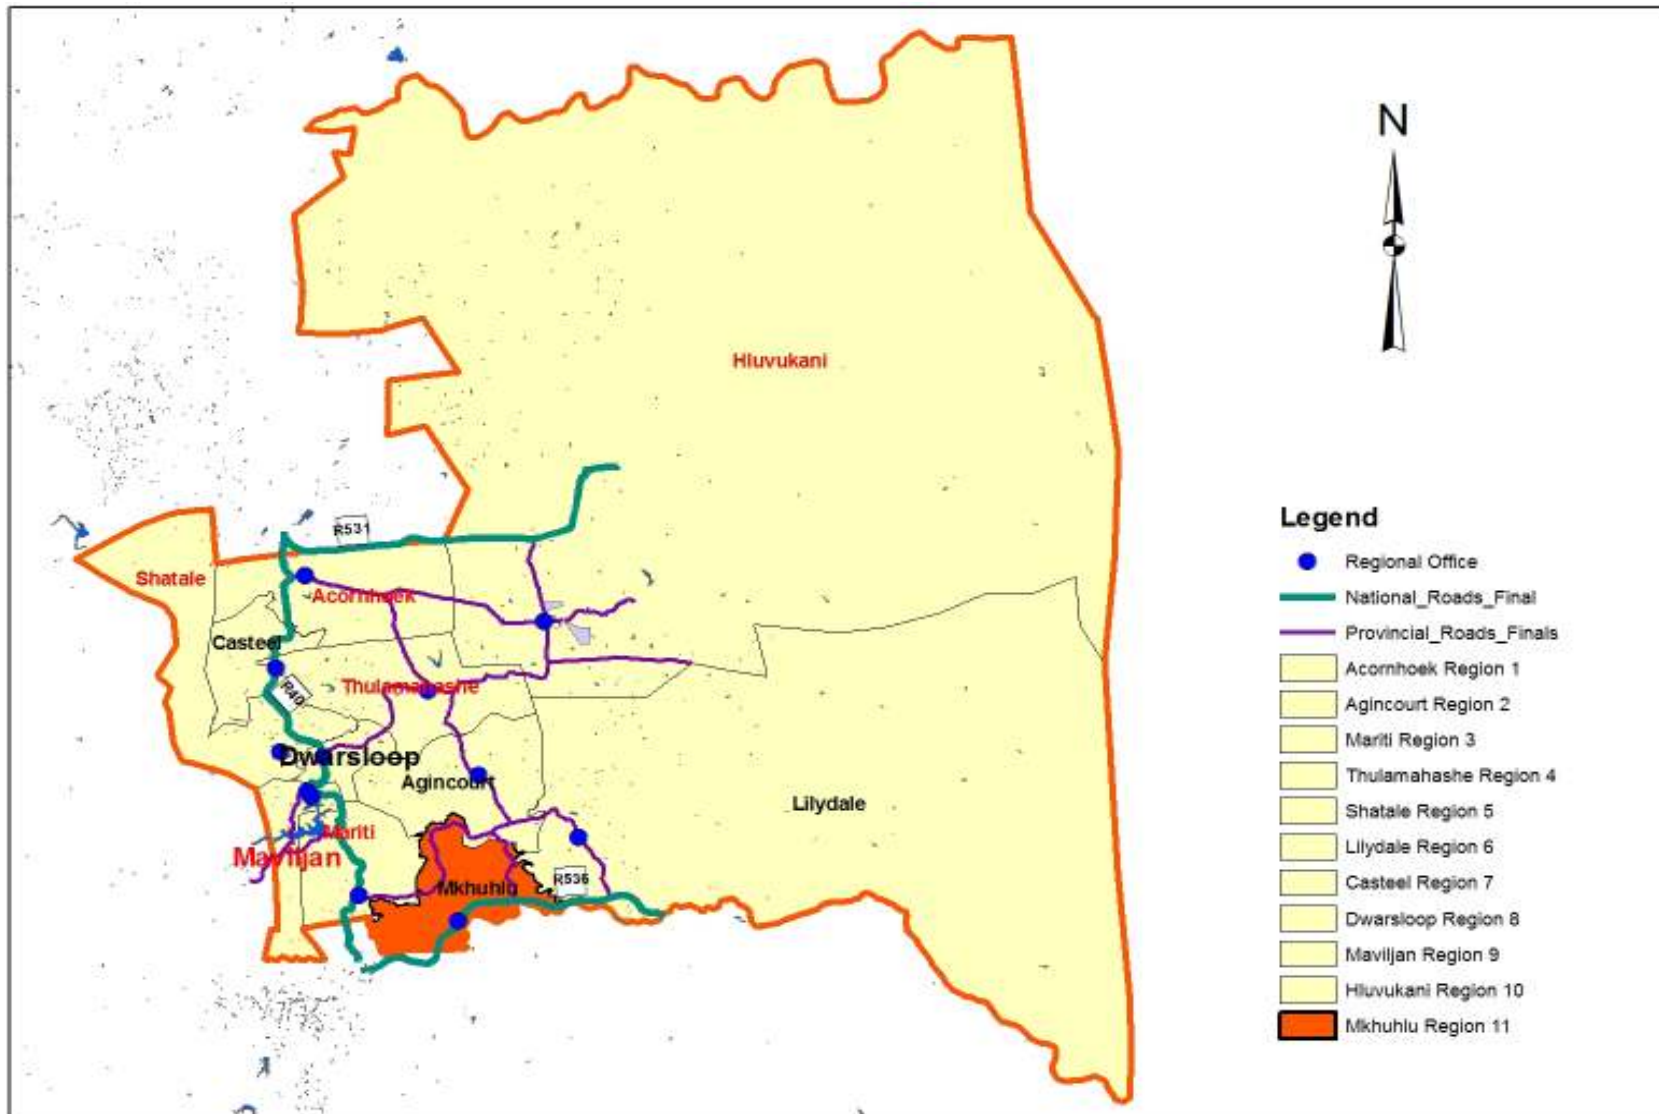 N
Hluvukani
R531
Shatale
Acornhoek
Casteel
Thulamahashe
R40
Dwarsloop
Agincourt
Lilydale
Mariti
Maviljan
Mkhuhlu
R536
Legend
Regional Office
National_Roads_Final
Provincial_Roads_Finals
Acornhoek Region 1
Agincourt Region 2
Mariti Region 3
Thulamahashe Region 4
Shatale Region 5
Lilydale Region 6
Casteel Region 7
Dwarsloop Region 8
Maviljan Region 9
Hluvukani Region 10
Mkhuhlu Region 11